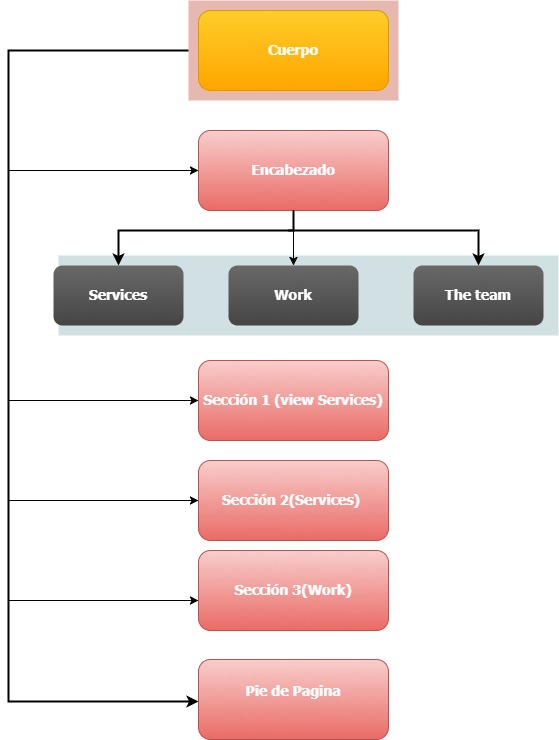 Cuerpo
Encabezado
Services
Work
The team
Sección 1 (view Services)
Sección 2(Services)
Sección 3(Work)
Pie de Pagina